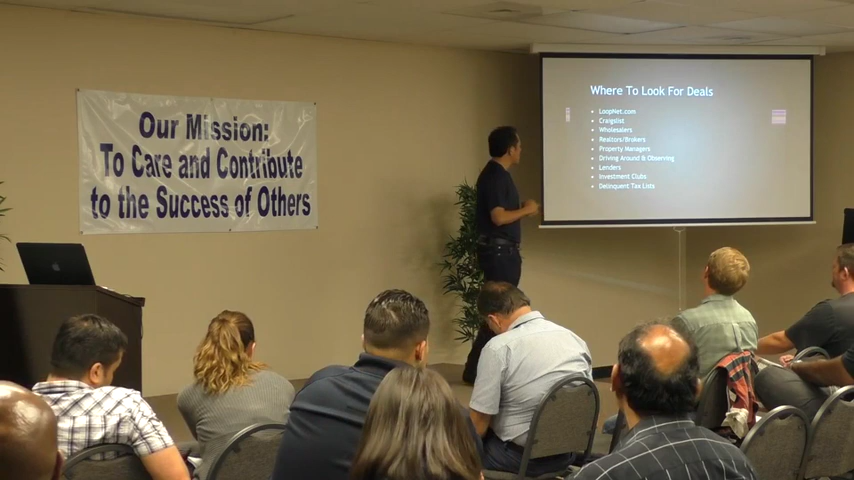 Our Mission:
To Care and Contribute
to the Success of Others
Where To Look For Deals
LoopNet.com
Craigslist
Wholesalers
Realtors/Brokers
Property Managers
Driving Around & Observing
Lenders
Investment Clubs
Delinquent Tax Lists